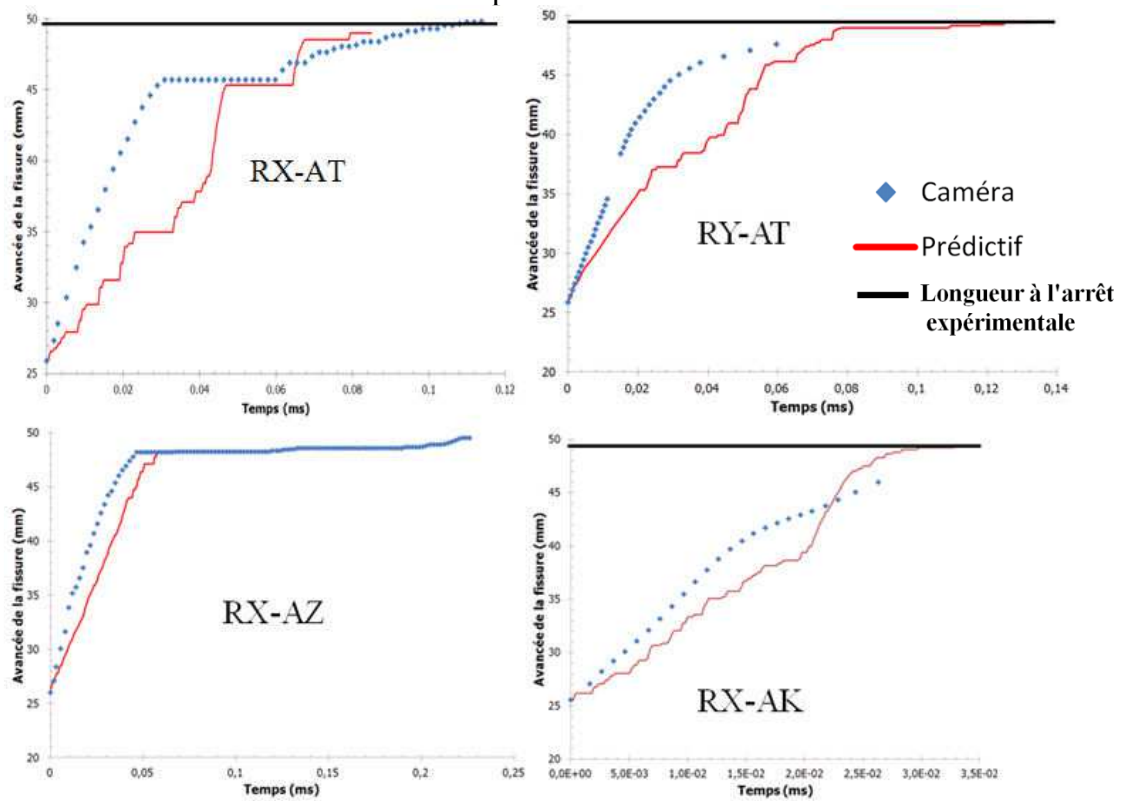 50
45
40
35
30
25
Avancée de la fissure (mm)
RX-AT
0
0.02
0.04
0.06
0.08
0.1
0.12
Temps (ms)
50
45
40
35
30
25
20
Avancée de la fissure (mm)
RY-AT
0
0,02
0,04
0,06
0,08
0,1
0,12
0,14
Temps (ms)
Caméra
Prédictif
Longueur à l'arrêt
expérimentale
50
45
40
35
30
25
20
Avancée de la fissure (mm)
RX-AZ
0
0,05
0,1
0,15
0,2
0,25
Temps (ms)
50
45
40
35
30
25
20
Avancée de la fissure (mm)
RX-AK
0,0E+00
5,0E-03
1,0E-02
1,5E-02
2,0E-02
2,5E-02
3,0E-02
3,5E-02
Temps (ms)